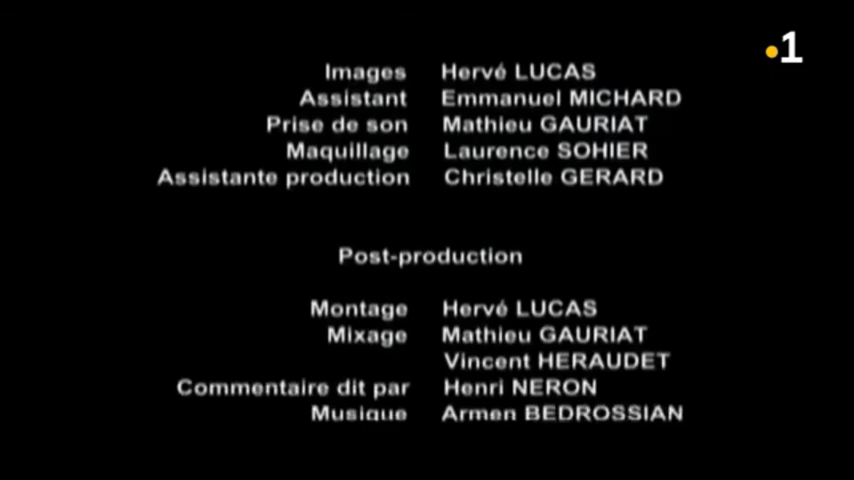 1
Images Hervé LUCAS
Assistant Emmanuel MICHARD
Prise de son Mathieu GAURIAT
Maquillage Laurence SOHIER
Assistante production Christelle GERARD
Post-production
Montage Hervé LUCAS
Mixage Mathieu GAURIAT
Vincent HERAUDET
Commentaire dit par Henri NERON
Musique Armen BEDROSSIAN